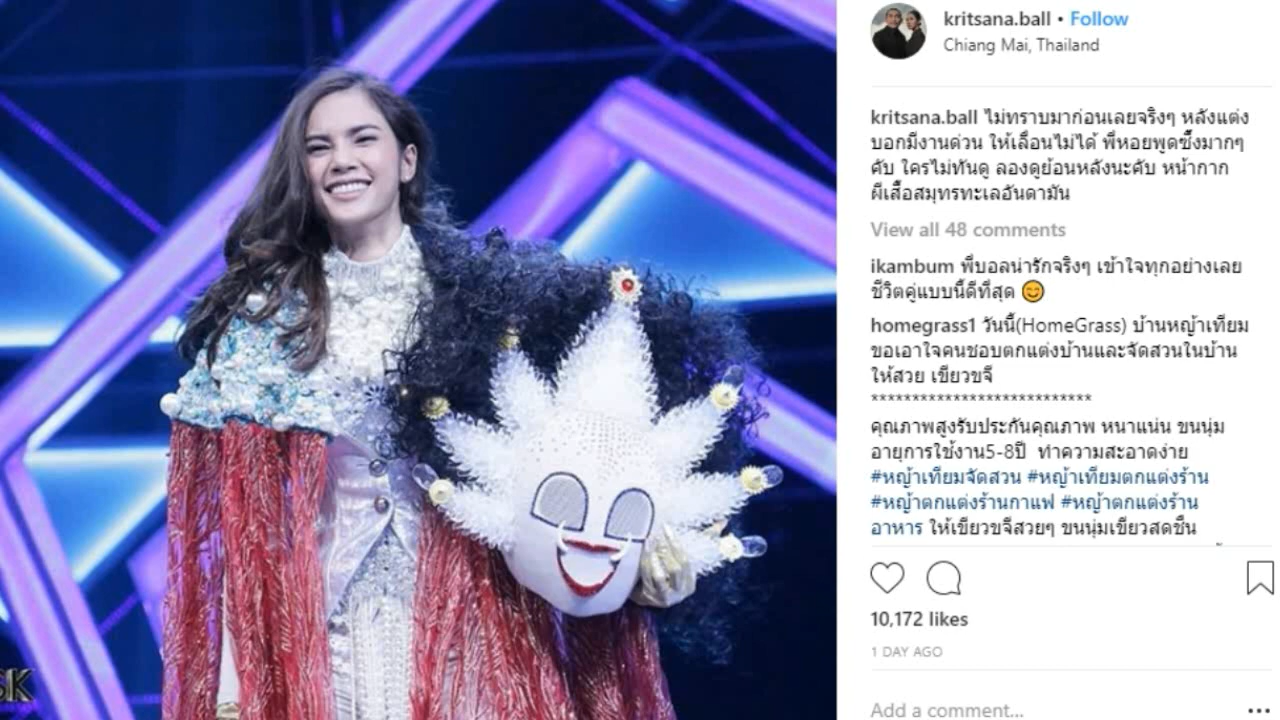 kritsana.ball • Follow
Chiang Mai, Thailand
kritsana.ball ไม่ทราบมาก่อนเลยจริงๆ หลังแต่ง
บอกมีงานด่วน ให้เลื่อนไม่ได้ พี่หอยพูดซึ้งมากๆ
คับ ใครไม่ทันดู ลองดูย้อนหลังนะคับ หน้ากาก
ผีเสื้อสมุทรทะเลอันดามัน
View all 48 comments
ikambum พี่บอลน่ารักจริงๆ เข้าใจทุกอย่างเลย
ชีวิตคู่แบบนี้ดีที่สุด 😊
homegrass1 วันนี้(HomeGrass) บ้านหญ้าเทียม
ขอเอาใจคนชอบตกแต่งบ้านและจัดสวนในบ้าน
ให้สวย เขียวขจี
***************************
คุณภาพสูงรับประกันคุณภาพ หนาแน่น ขนนุ่ม
อายุการใช้งาน5-8ปี ทำความสะอาดง่าย
#หญ้าเทียมจัดสวน #หญ้าเทียมตกแต่งร้าน
#หญ้าตกแต่งร้านกาแฟ #หญ้าตกแต่งร้าน
อาหาร ให้เขียวขจีสวยๆ ขนนุ่มเขียวสดชื่น
10,172 likes
1 DAY AGO
SK
Add a comment...